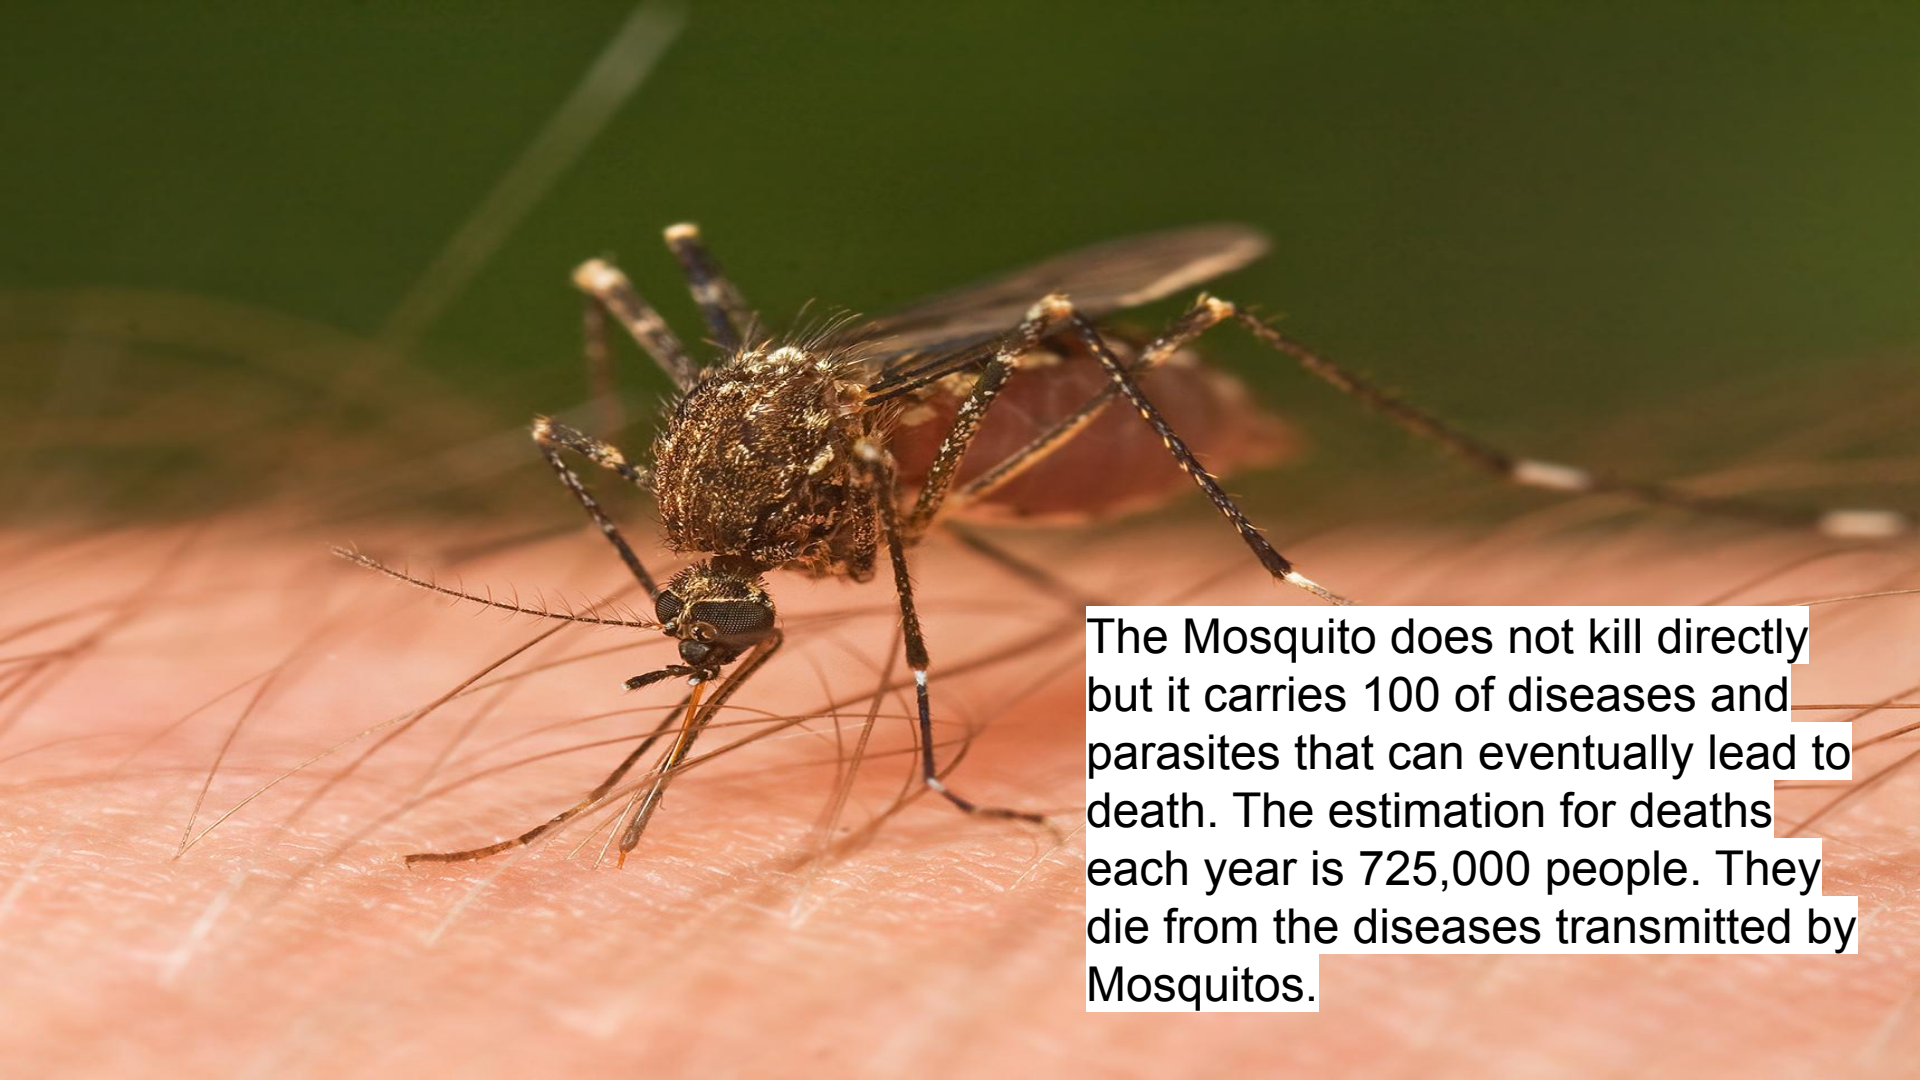 The Mosquito does not kill directly
but it carries 100 of diseases and
parasites that can eventually lead to
death. The estimation for deaths
each year is 725,000 people. They
die from the diseases transmitted by
Mosquitos.